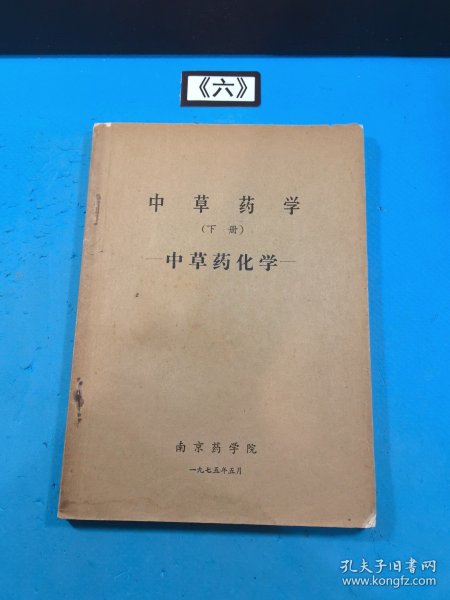 《六》
中草药学
（下册）
—中草药化学—
南京药学院
一九七五年五月
孔夫子旧书网
www.kongfz.com